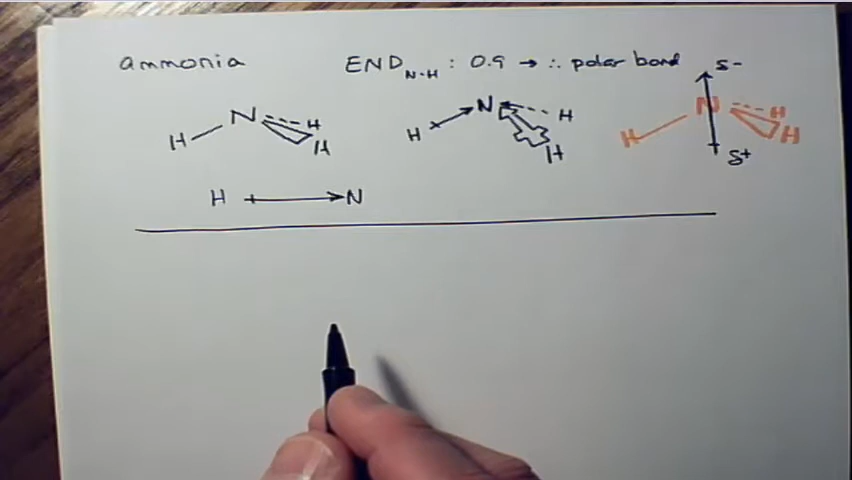 ammonia END N-H : 0.9 → ∴ polar bond
δ-
N H H H
N H H H
N H H H
δ+
H N